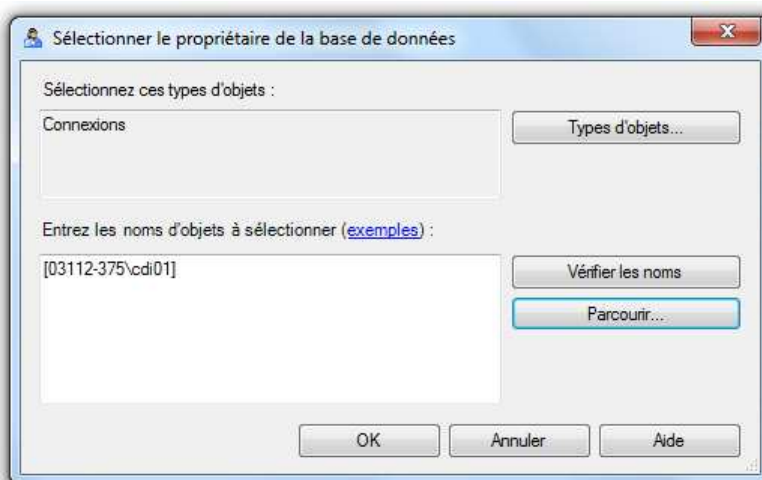 Sélectionner le propriétaire de la base de données
Sélectionnez ces types d'objets :
Connexions
Types d'objets...
Entrez les noms d'objets à sélectionner (exemples) :
[03112-375\cdi01]
Vérifier les noms
Parcourir...
OK
Annuler
Aide